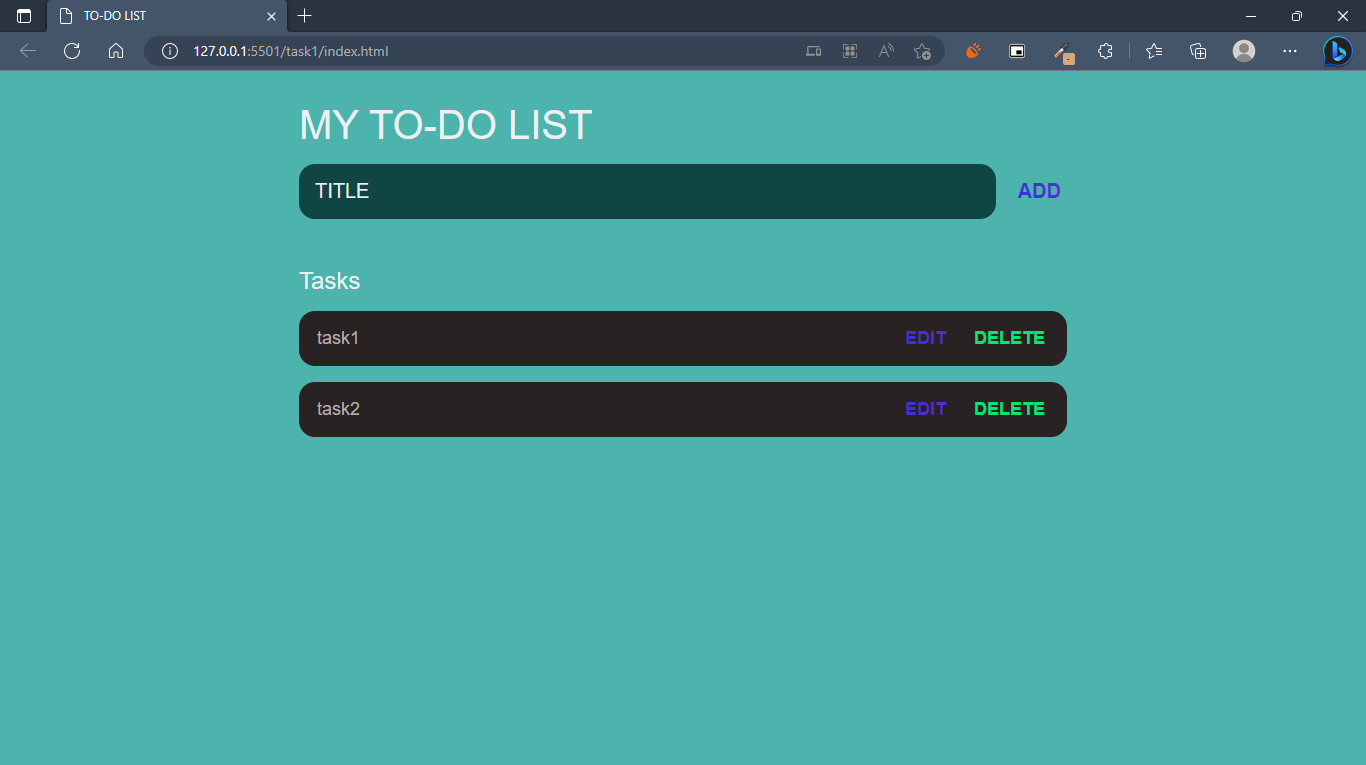 TO-DO LIST
127.0.0.1:5501/task1/index.html
MY TO-DO LIST
TITLE ADD
Tasks
task1 EDIT DELETE
task2 EDIT DELETE